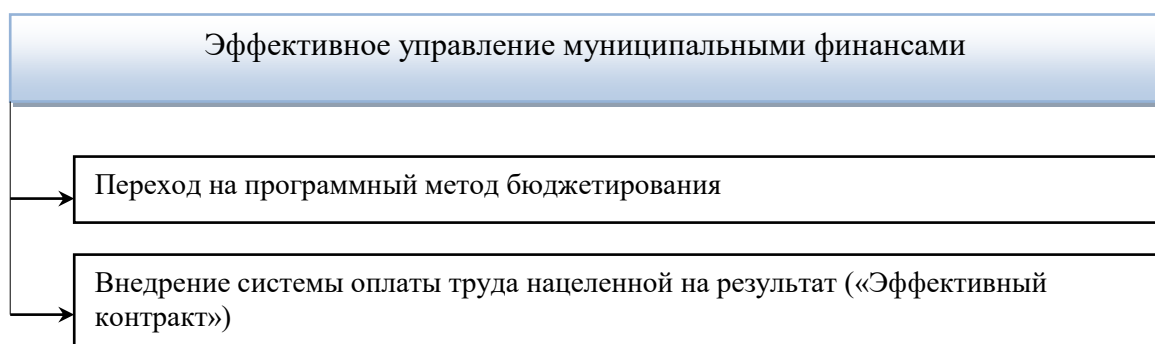 Эффективное управление муниципальными финансами
Переход на программный метод бюджетирования
Внедрение системы оплаты труда нацеленной на результат («Эффективный
контракт»)